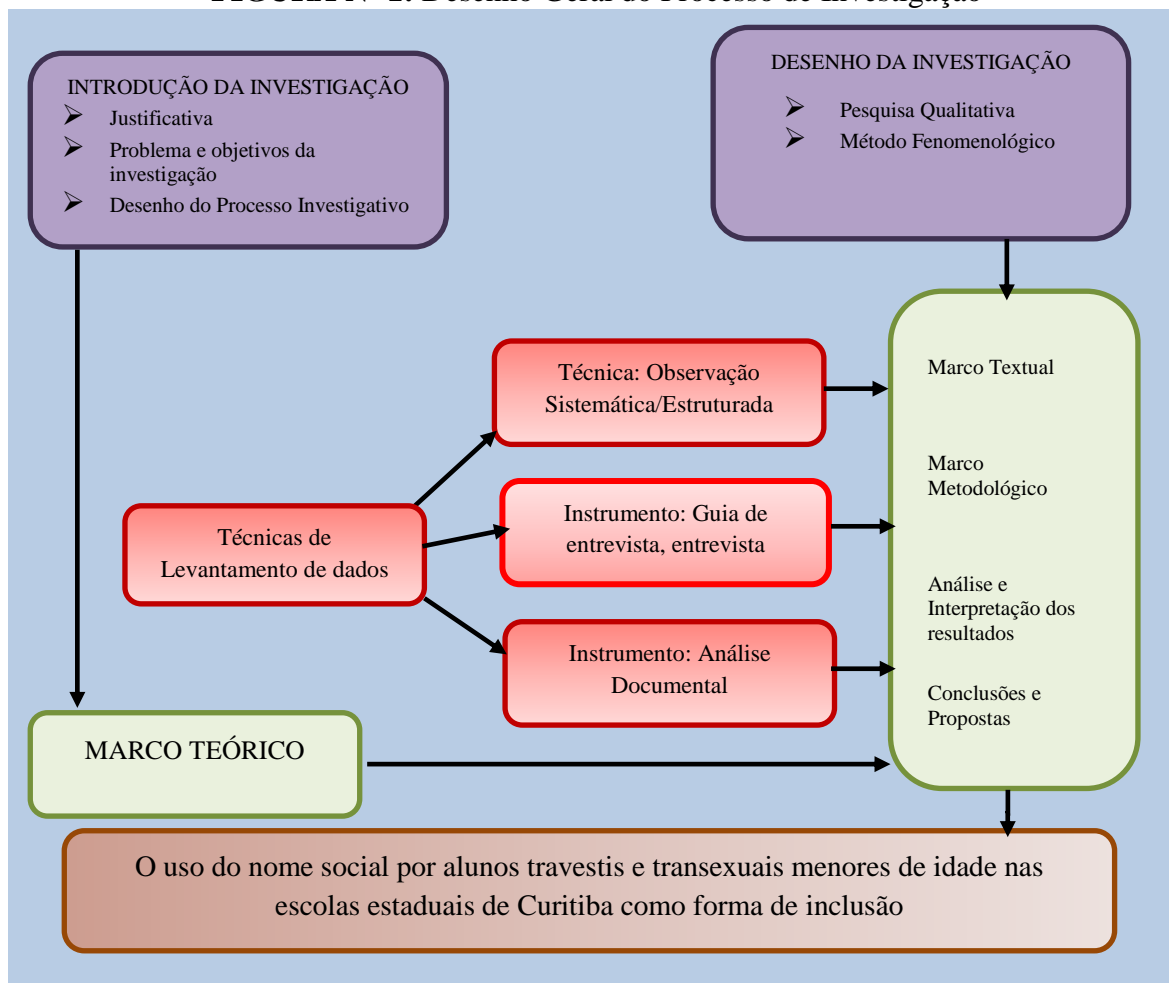 INTRODUÇÃO DA INVESTIGAÇÃO
Justificativa
Problema e objetivos da
investigação
Desenho do Processo Investigativo
DESENHO DA INVESTIGAÇÃO
Pesquisa Qualitativa
Método Fenomenológico
Técnica: Observação
Sistemática/Estruturada
Marco Textual
Marco
Metodológico
Instrumento: Guia de
entrevista, entrevista
Técnicas de
Levantamento de dados
Análise e
Interpretação dos
resultados
Instrumento: Análise
Documental
Conclusões e
Propostas
MARCO TEÓRICO
O uso do nome social por alunos travestis e transexuais menores de idade nas
escolas estaduais de Curitiba como forma de inclusão